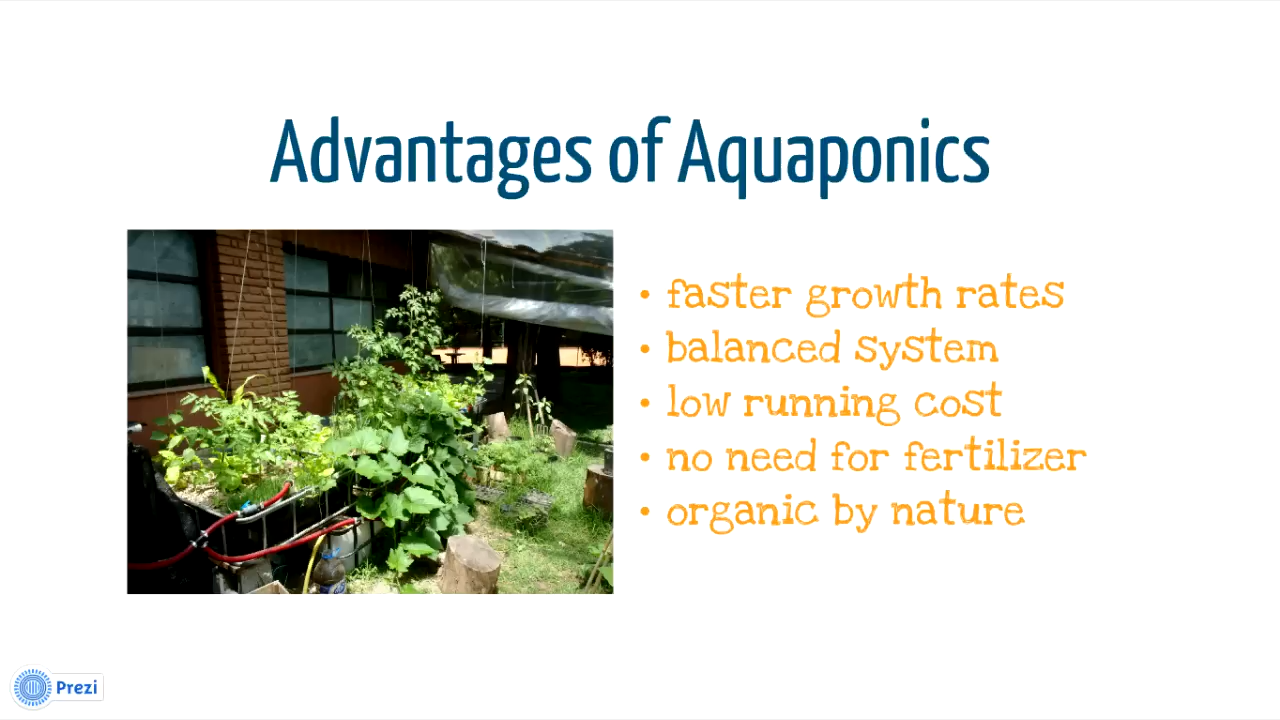 Advantages of Aquaponics
• faster growth rates
• balanced system
• low running cost
• no need for fertilizer
• organic by nature
Prezi